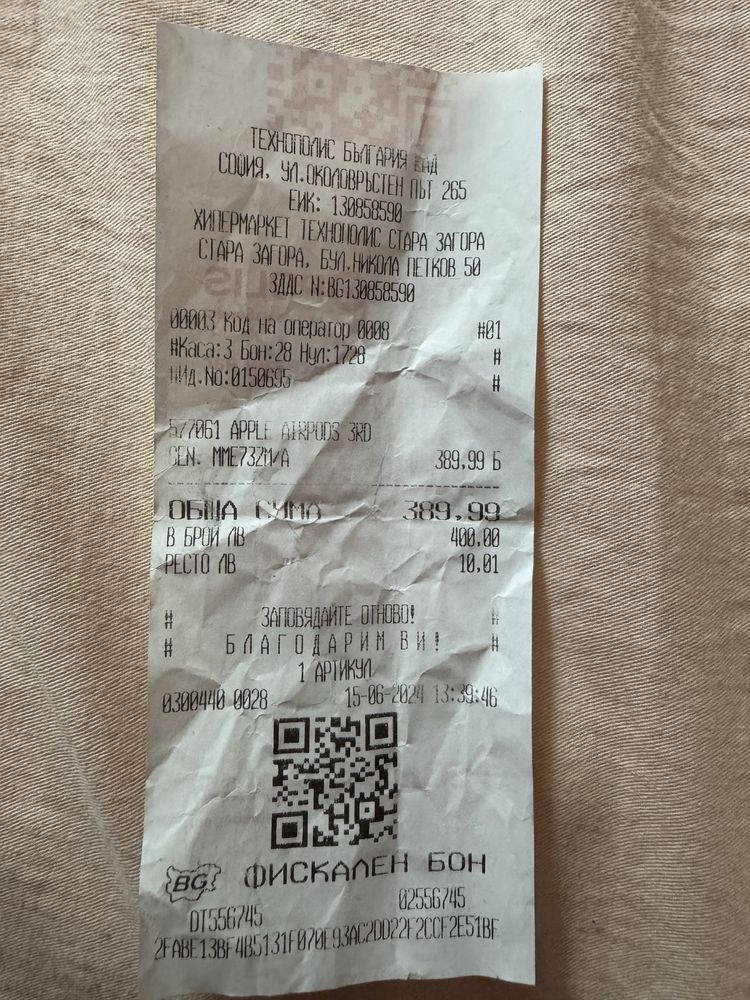 ТЕХНОПОЛИС БЪЛГАРИЯ ЕАД
СОФИЯ, УЛ.ОКОЛОВРЪСТЕН ПЪТ 265
ЕИК: 130858590
ХИПЕРМАРКЕТ ТЕХНОПОЛИС СТАРА ЗАГОРА
СТАРА ЗАГОРА, БУЛ.НИКОЛА ПЕТКОВ 50
ЗДДС N:BG130858590
00003 Код на оператор 0008 #01
#Каса:3 Бон:28 Нул:1728 #
УИд.No:0150695 #
577061 APPLE AIRPODS 3RD
GEN. MME73ZM/A 389,99 Б
ОБЩА СУМА 389,99
В БРОЙ ЛВ 400,00
РЕСТО ЛВ 10,01
# ЗАПОВЯДАЙТЕ ОТНОВО! #
# БЛАГОДАРИМ ВИ! #
1 АРТИКУЛ
0300440 0028 15-06-2024 13:39:46
BG ФИСКАЛЕН БОН
DT556745 02556745
2FABE13BF4B5131F070E93AC2DD22F2CCF2E51BF